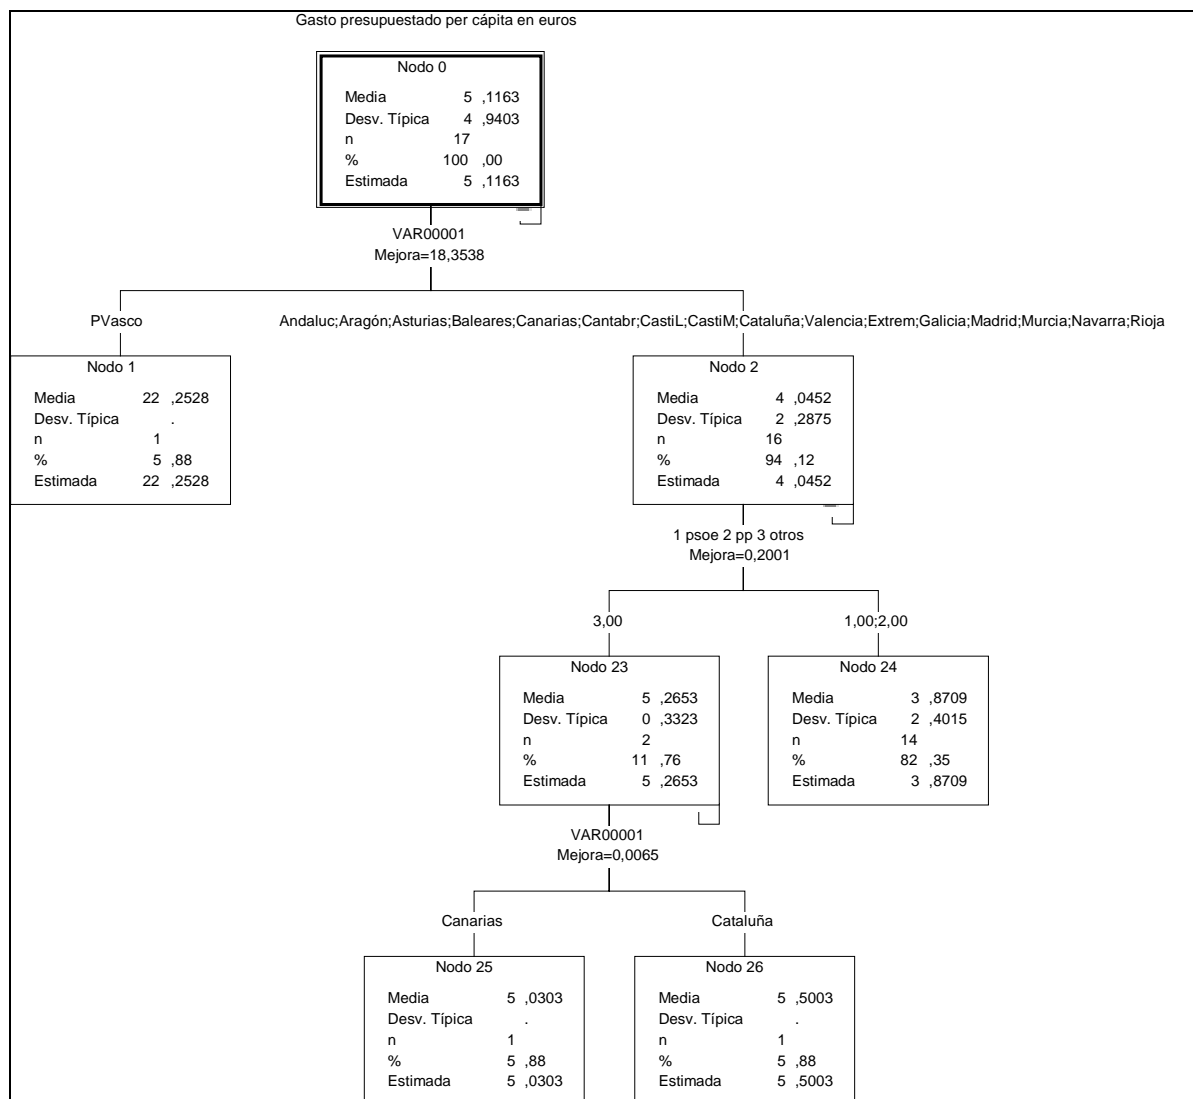 Gasto presupuestado per cápita en euros
Nodo 0
Media 5 ,1163
Desv. Típica 4 ,9403
n 17
% 100 ,00
Estimada 5 ,1163
VAR00001
Mejora=18,3538
PVasco
Andaluc;Aragón;Asturias;Baleares;Canarias;Cantabr;CastiL;CastiM;Cataluña;Valencia;Extrem;Galicia;Madrid;Murcia;Navarra;Rioja
Nodo 1
Media 22 ,2528
Desv. Típica .
n 1
% 5 ,88
Estimada 22 ,2528
Nodo 2
Media 4 ,0452
Desv. Típica 2 ,2875
n 16
% 94 ,12
Estimada 4 ,0452
1 psoe 2 pp 3 otros
Mejora=0,2001
3,00
1,00;2,00
Nodo 23
Media 5 ,2653
Desv. Típica 0 ,3323
n 2
% 11 ,76
Estimada 5 ,2653
Nodo 24
Media 3 ,8709
Desv. Típica 2 ,4015
n 14
% 82 ,35
Estimada 3 ,8709
VAR00001
Mejora=0,0065
Canarias
Cataluña
Nodo 25
Media 5 ,0303
Desv. Típica .
n 1
% 5 ,88
Estimada 5 ,0303
Nodo 26
Media 5 ,5003
Desv. Típica .
n 1
% 5 ,88
Estimada 5 ,5003